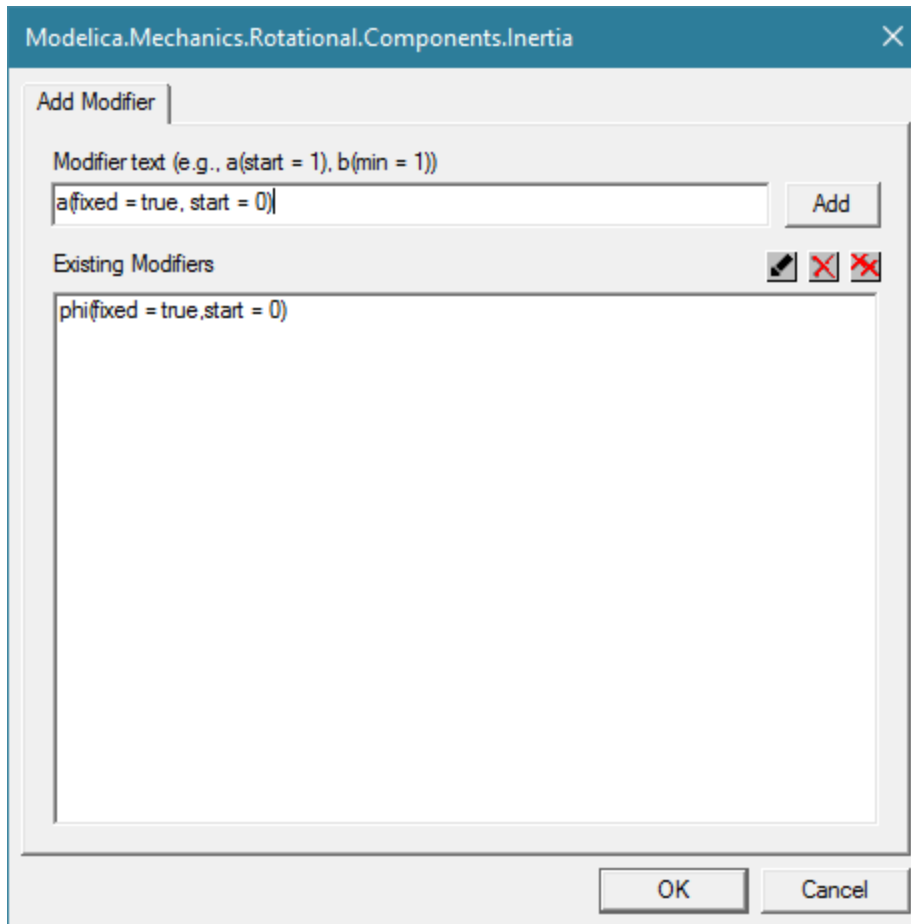 Modelica.Mechanics.Rotational.Components.Inertia
Add Modifier
Modifier text (e.g., a(start = 1), b(min = 1))
a(fixed = true, start = 0)
Add
Existing Modifiers
phi(fixed = true,start = 0)
OK
Cancel